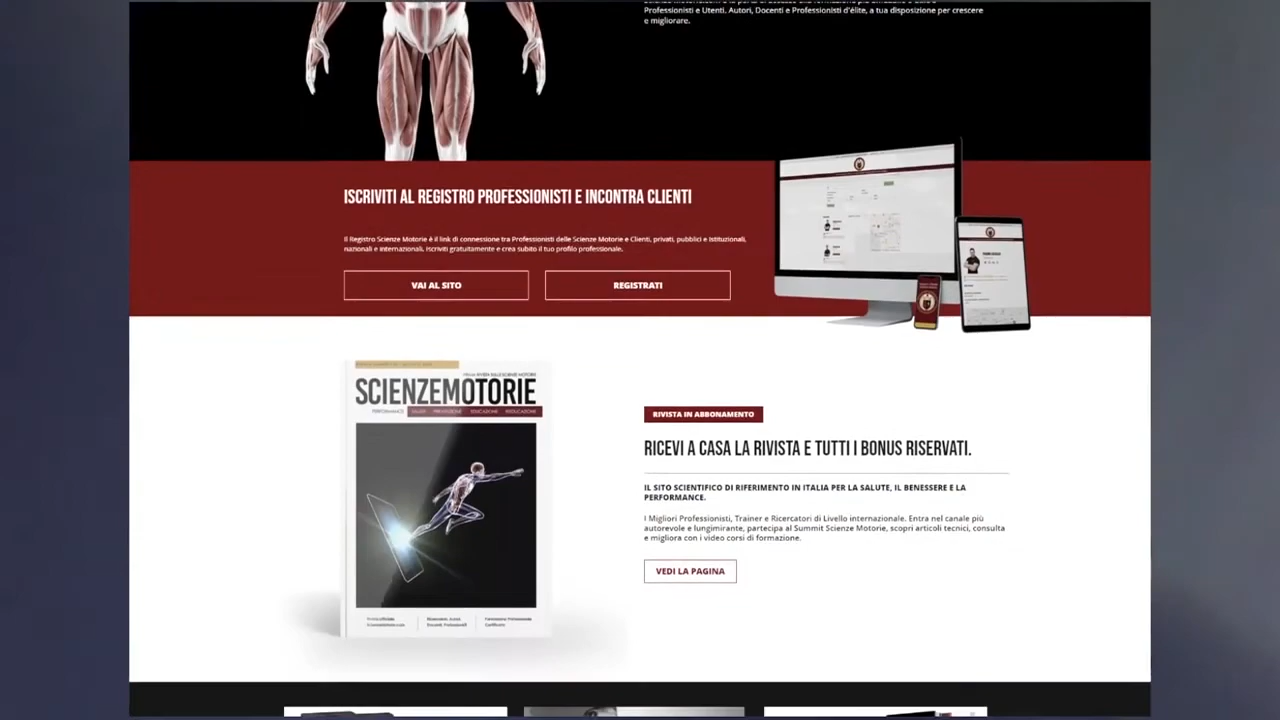 Professionisti e Utenti. Autori, Docenti e Professionisti d'élite, a tua disposizione per crescere
e migliorare.
ISCRIVITI AL REGISTRO PROFESSIONISTI E INCONTRA CLIENTI
Il Registro Scienze Motorie è il link di connessione tra Professionisti delle Scienze Motorie e Clienti, privati, pubblici e istituzionali,
nazionali e internazionali. Iscriviti gratuitamente e crea subito il tuo profilo professionale.
VAI AL SITO
REGISTRATI
SCIENZEMOTORIE
PERFORMANCE SALUTE PREVENZIONE EDUCAZIONE RIEDUCAZIONE
RIVISTA IN ABBONAMENTO
RICEVI A CASA LA RIVISTA E TUTTI I BONUS RISERVATI.
IL SITO SCIENTIFICO DI RIFERIMENTO IN ITALIA PER LA SALUTE, IL BENESSERE E LA
PERFORMANCE.
I Migliori Professionisti, Trainer e Ricercatori di Livello internazionale. Entra nel canale più
autorevole e lungimirante, partecipa al Summit Scienze Motorie, scopri articoli tecnici, consulta
e migliora con i video corsi di formazione.
VEDI LA PAGINA